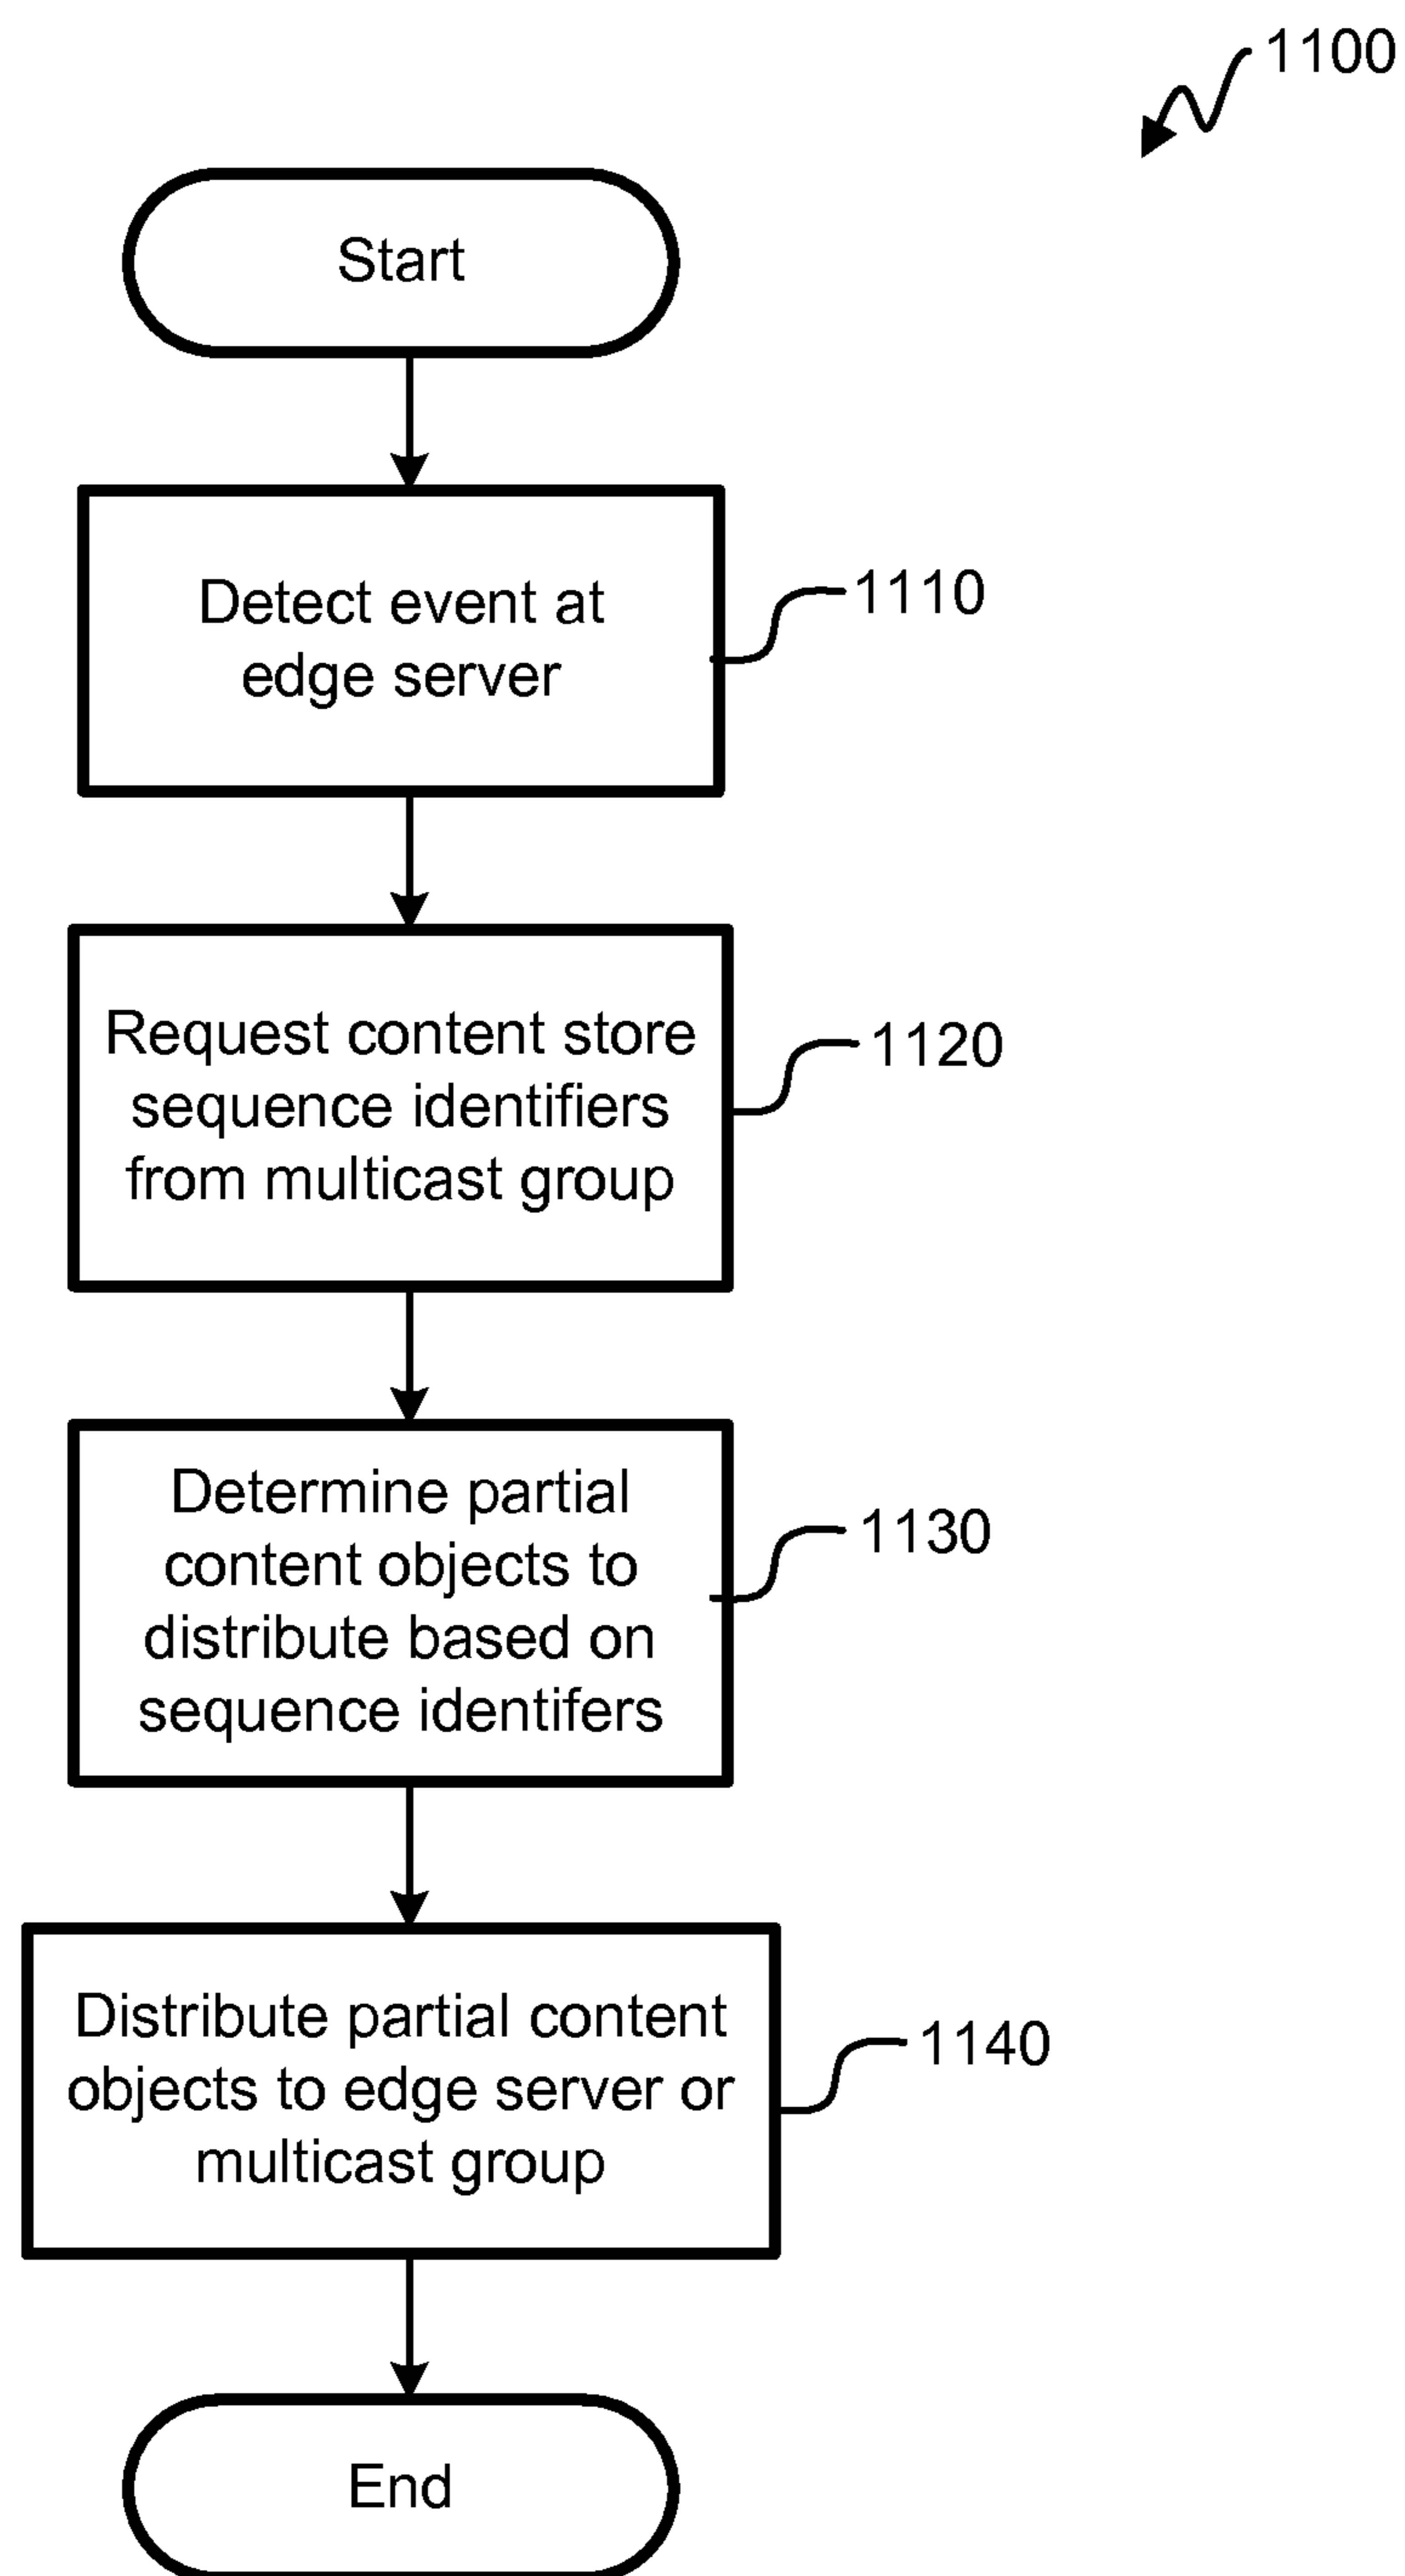 1100
Start
Detect event at
edge server
1110
Request content store
sequence identifiers
from multicast group
1120
Determine partial
content objects to
distribute based on
sequence identifers
1130
Distribute partial content
objects to edge server or
multicast group
1140
End